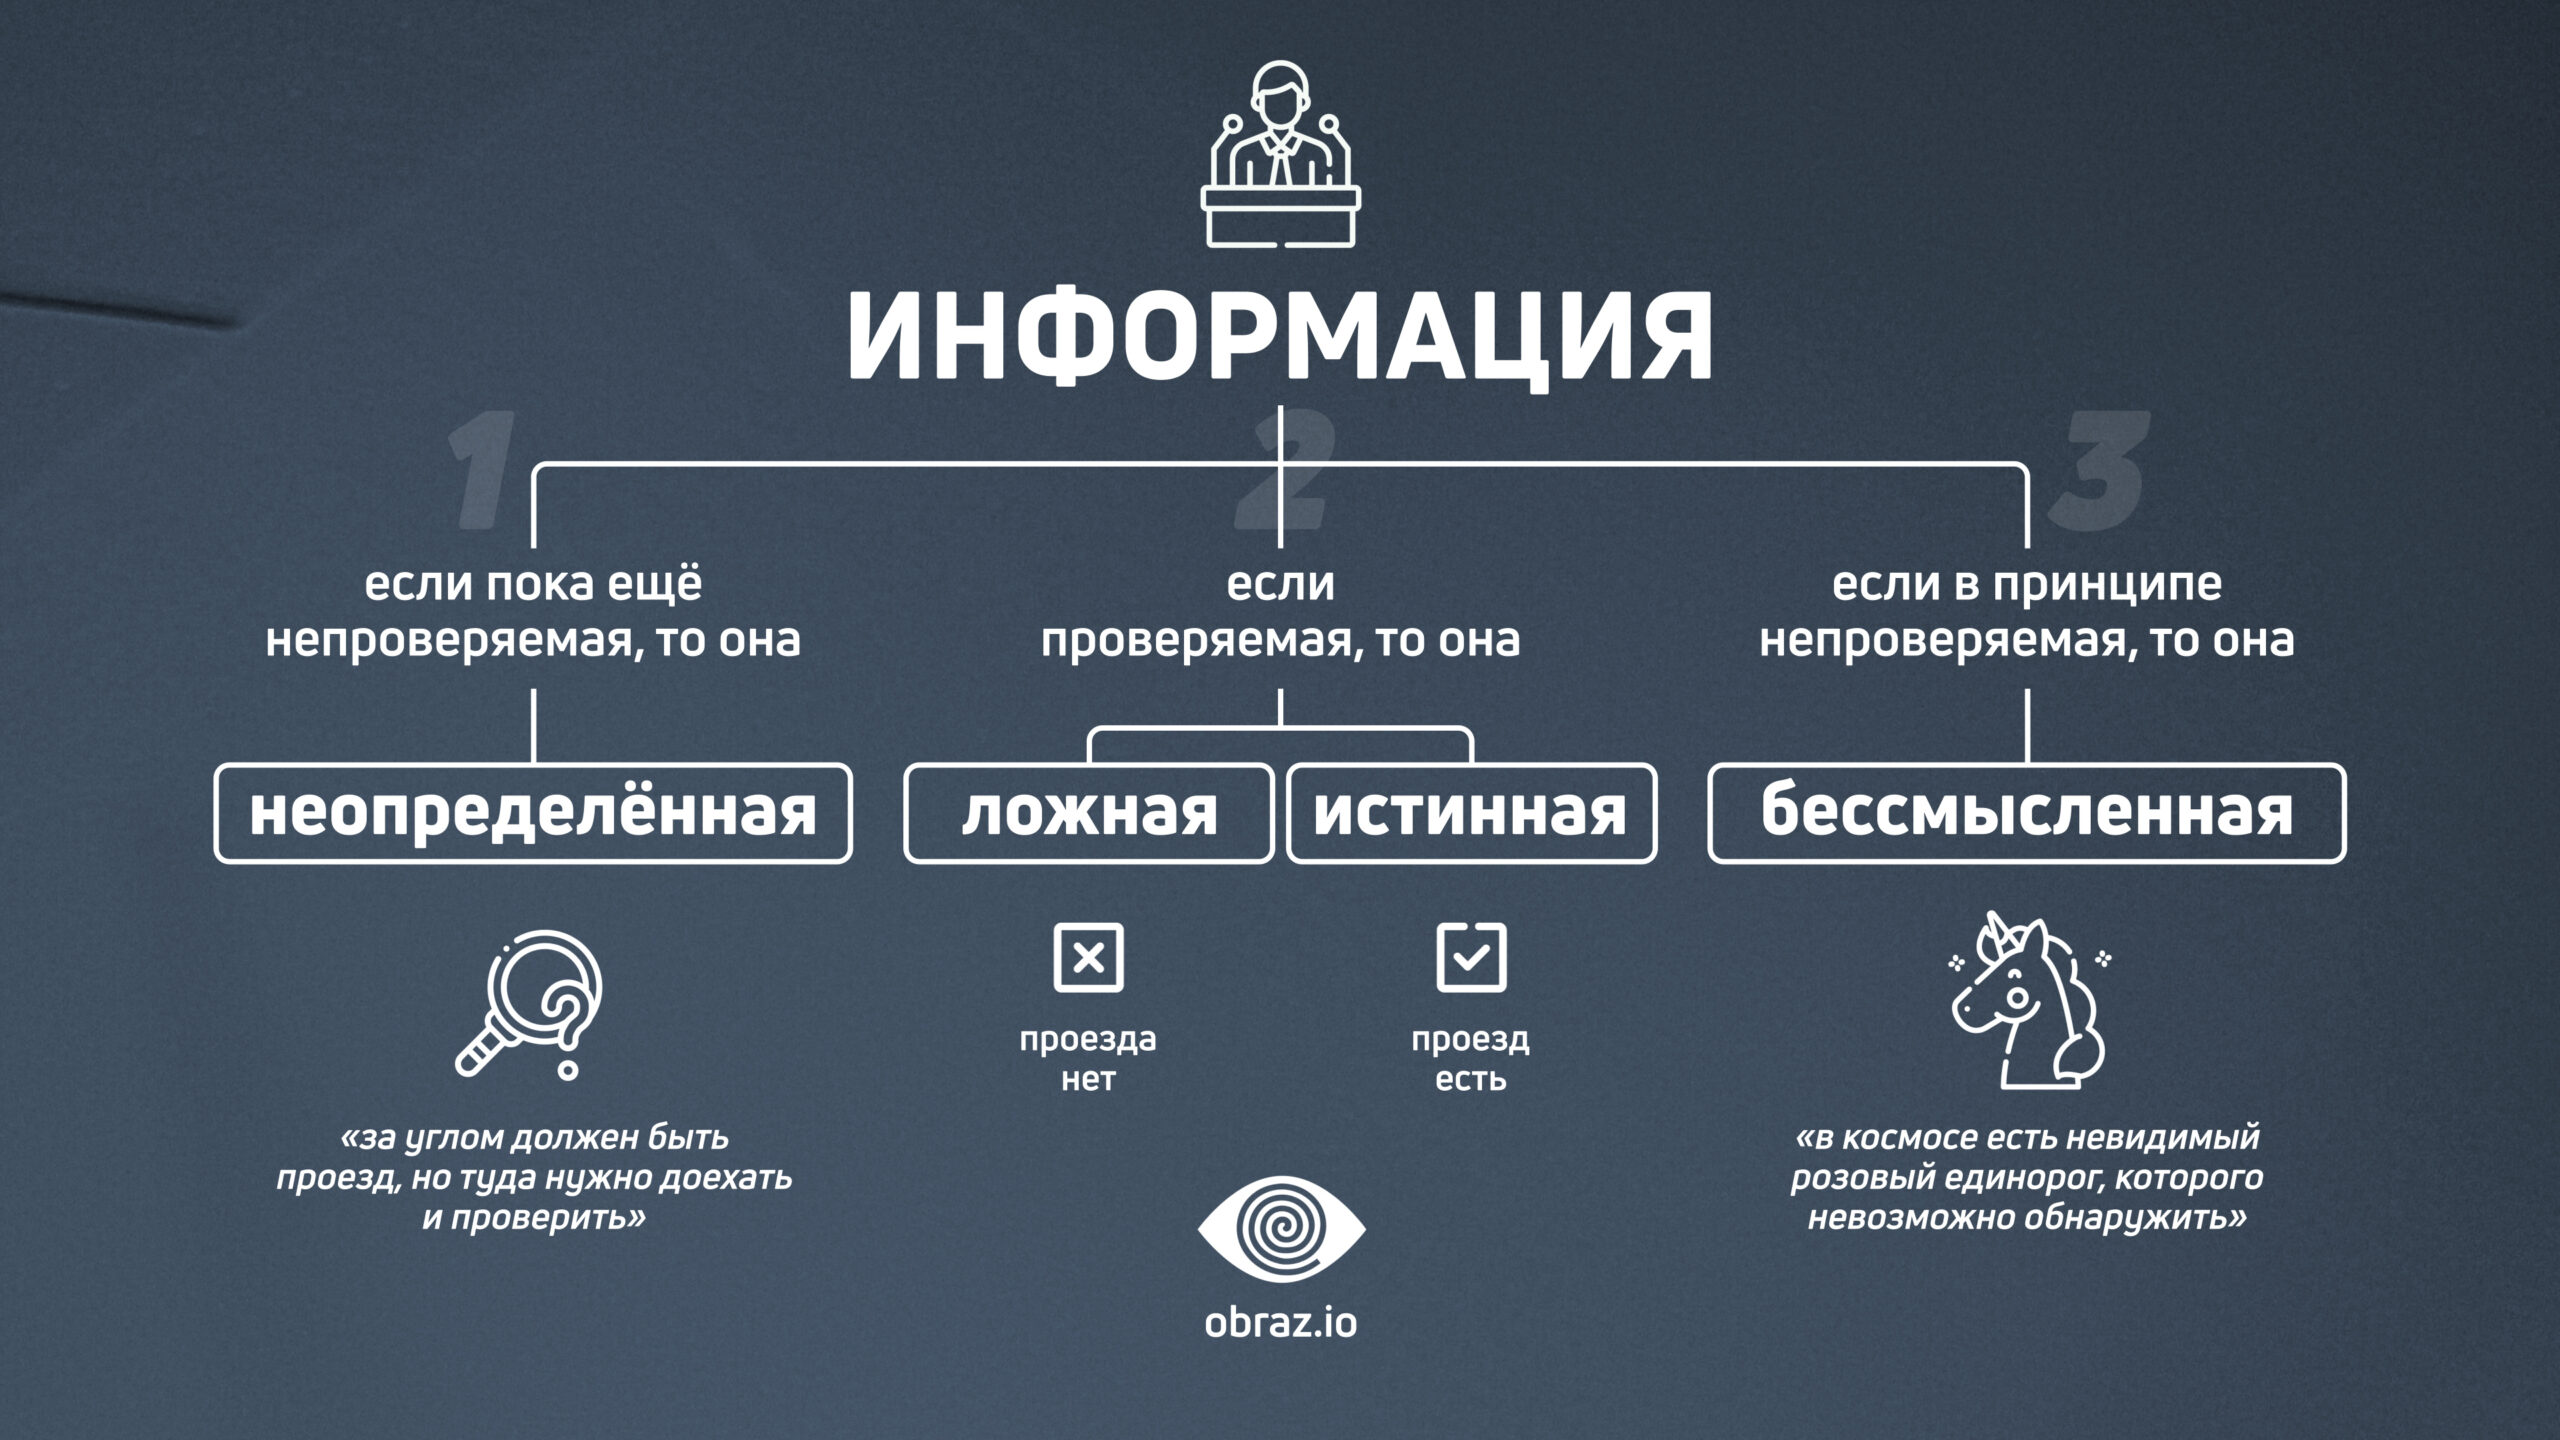 ИНФОРМАЦИЯ
1
2
3
если пока ещё
непроверяемая, то она
если
проверяемая, то она
если в принципе
непроверяемая, то она
неопределённая
ложная
истинная
бессмысленная
проезда
нет
проезд
есть
«за углом должен быть
проезд, но туда нужно доехать
и проверить»
«в космосе есть невидимый
розовый единорог, которого
невозможно обнаружить»
obraz.io